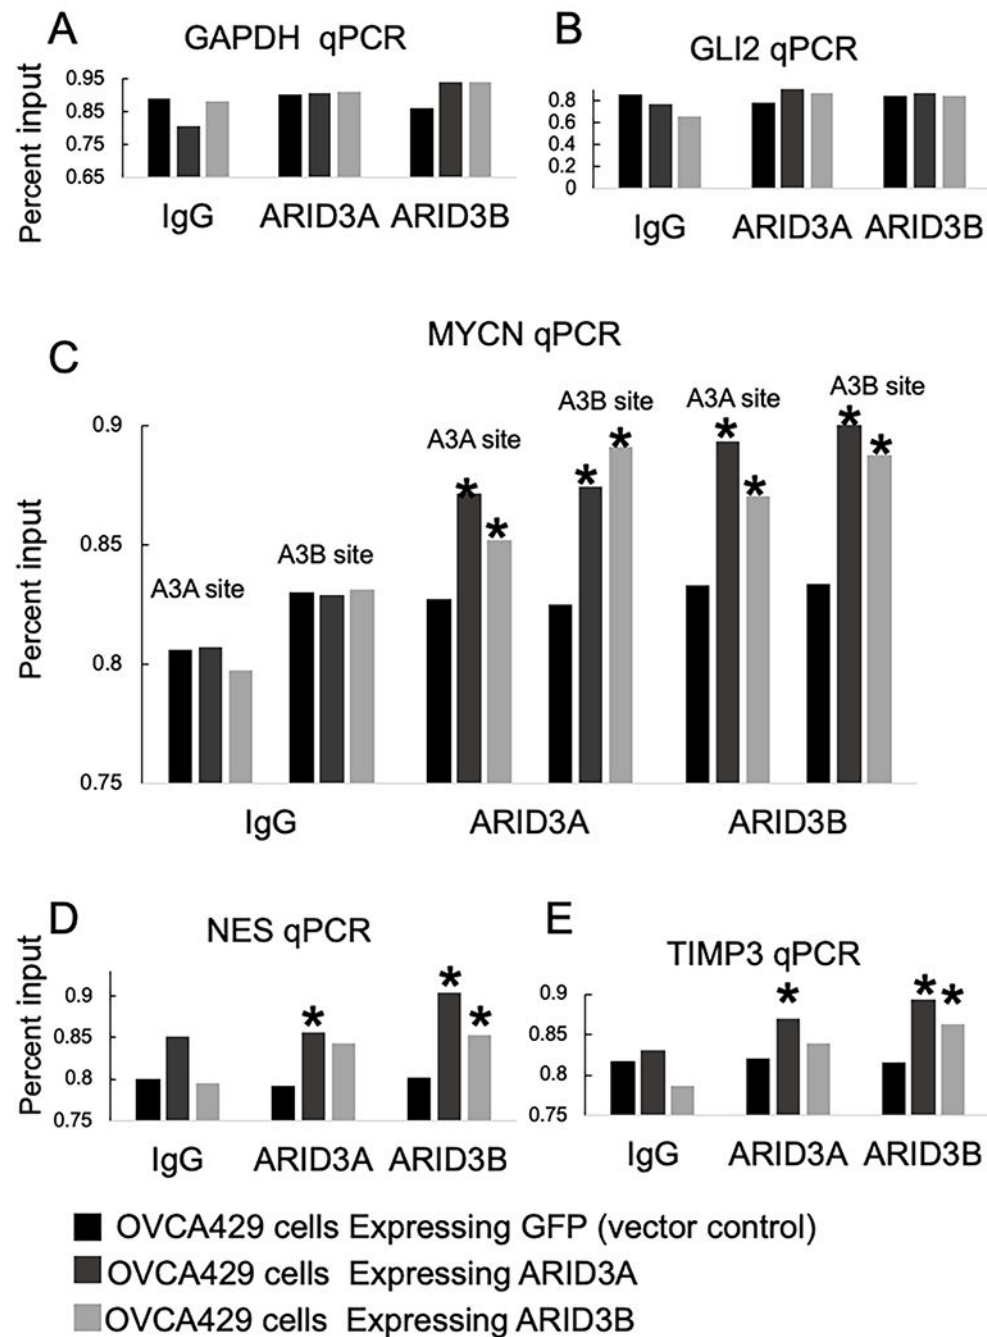 A
GAPDH qPCR
Percent input
0.95
0.85
0.75
0.65
IgG ARID3A ARID3B
B
GLI2 qPCR
0.8
0.6
0.4
0.2
0
IgG ARID3A ARID3B
C
MYCN qPCR
Percent input
0.9
0.85
0.8
0.75
A3A site
A3B site
A3A site
A3B site
A3A site
A3B site
* * * * * * * *
IgG ARID3A ARID3B
D
NES qPCR
Percent input
0.9
0.85
0.8
0.75
* * *
IgG ARID3A ARID3B
E
TIMP3 qPCR
0.9
0.85
0.8
0.75
* * *
IgG ARID3A ARID3B
OVCA429 cells Expressing GFP (vector control)
OVCA429 cells Expressing ARID3A
OVCA429 cells Expressing ARID3B